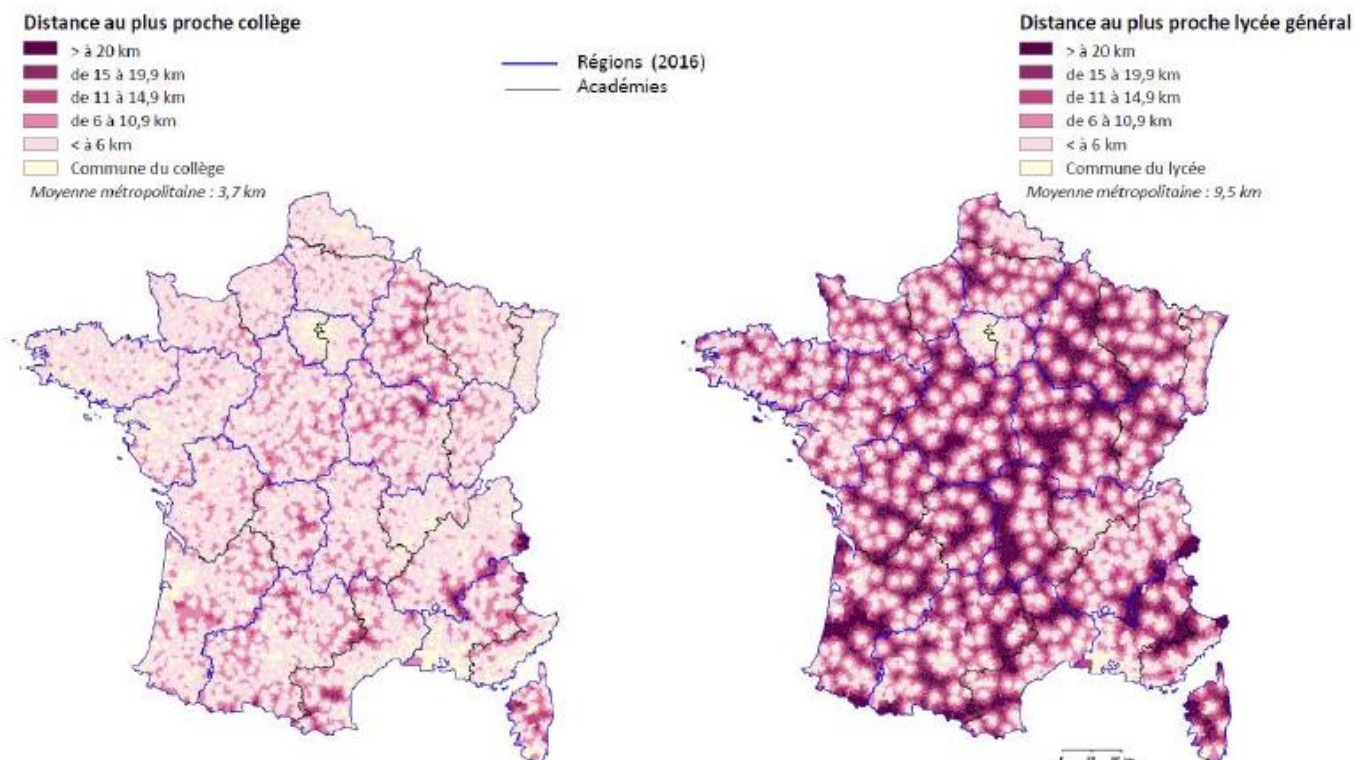 Distance au plus proche collège
> à 20 km
de 15 à 19,9 km
de 11 à 14,9 km
de 6 à 10,9 km
< à 6 km
Commune du collège
Moyenne métropolitaine : 3,7 km
Régions (2016)
Académies
Distance au plus proche lycée général
> à 20 km
de 15 à 19,9 km
de 11 à 14,9 km
de 6 à 10,9 km
< à 6 km
Commune du lycée
Moyenne métropolitaine : 9,5 km